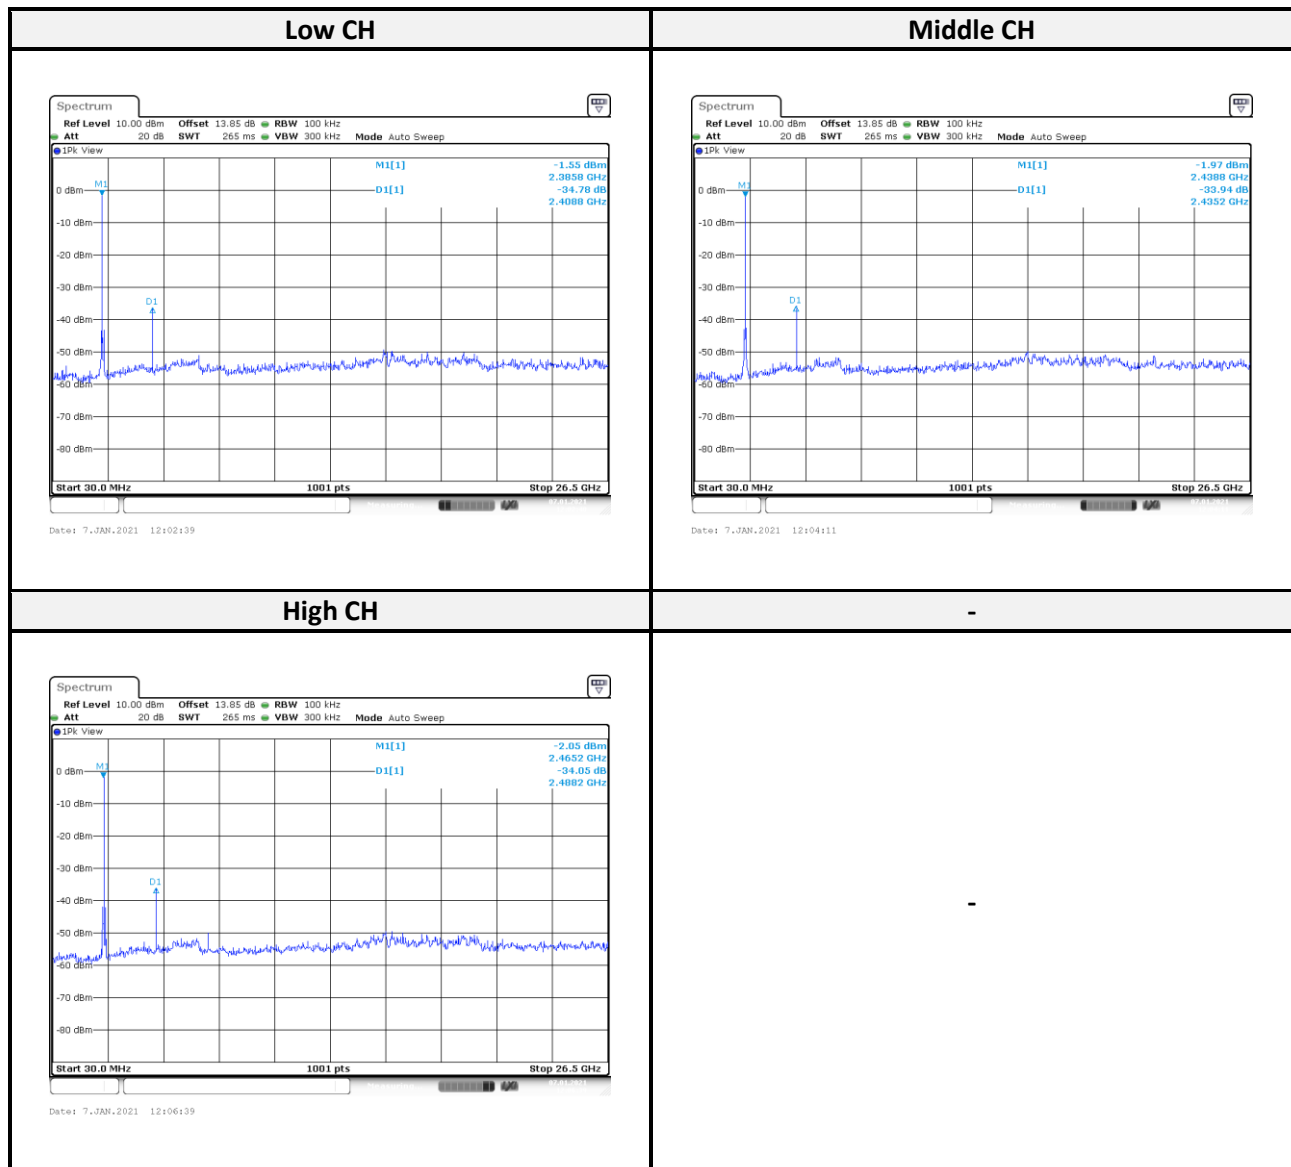 Low CH
Middle CH
Spectrum
Ref Level 10.00 dBm Offset 13.85 dB RBW 100 kHz
Att 20 dB SWT 265 ms VBW 300 kHz Mode Auto Sweep
1Pk View
M1[1] -1.55 dBm
2.3858 GHz
D1[1] -34.78 dB
2.4088 GHz
M1
D1
0 dBm
-10 dBm
-20 dBm
-30 dBm
-40 dBm
-50 dBm
-60 dBm
-70 dBm
-80 dBm
Start 30.0 MHz 1001 pts Stop 26.5 GHz
Date: 7.JAN.2021 12:02:39
Spectrum
Ref Level 10.00 dBm Offset 13.85 dB RBW 100 kHz
Att 20 dB SWT 265 ms VBW 300 kHz Mode Auto Sweep
1Pk View
M1[1] -1.97 dBm
2.4388 GHz
D1[1] -33.94 dB
2.4352 GHz
M1
D1
0 dBm
-10 dBm
-20 dBm
-30 dBm
-40 dBm
-50 dBm
-60 dBm
-70 dBm
-80 dBm
Start 30.0 MHz 1001 pts Stop 26.5 GHz
Date: 7.JAN.2021 12:04:11
High CH
-
Spectrum
Ref Level 10.00 dBm Offset 13.85 dB RBW 100 kHz
Att 20 dB SWT 265 ms VBW 300 kHz Mode Auto Sweep
1Pk View
M1[1] -2.05 dBm
2.4652 GHz
D1[1] -34.05 dB
2.4882 GHz
M1
D1
0 dBm
-10 dBm
-20 dBm
-30 dBm
-40 dBm
-50 dBm
-60 dBm
-70 dBm
-80 dBm
Start 30.0 MHz 1001 pts Stop 26.5 GHz
Date: 7.JAN.2021 12:06:39
-